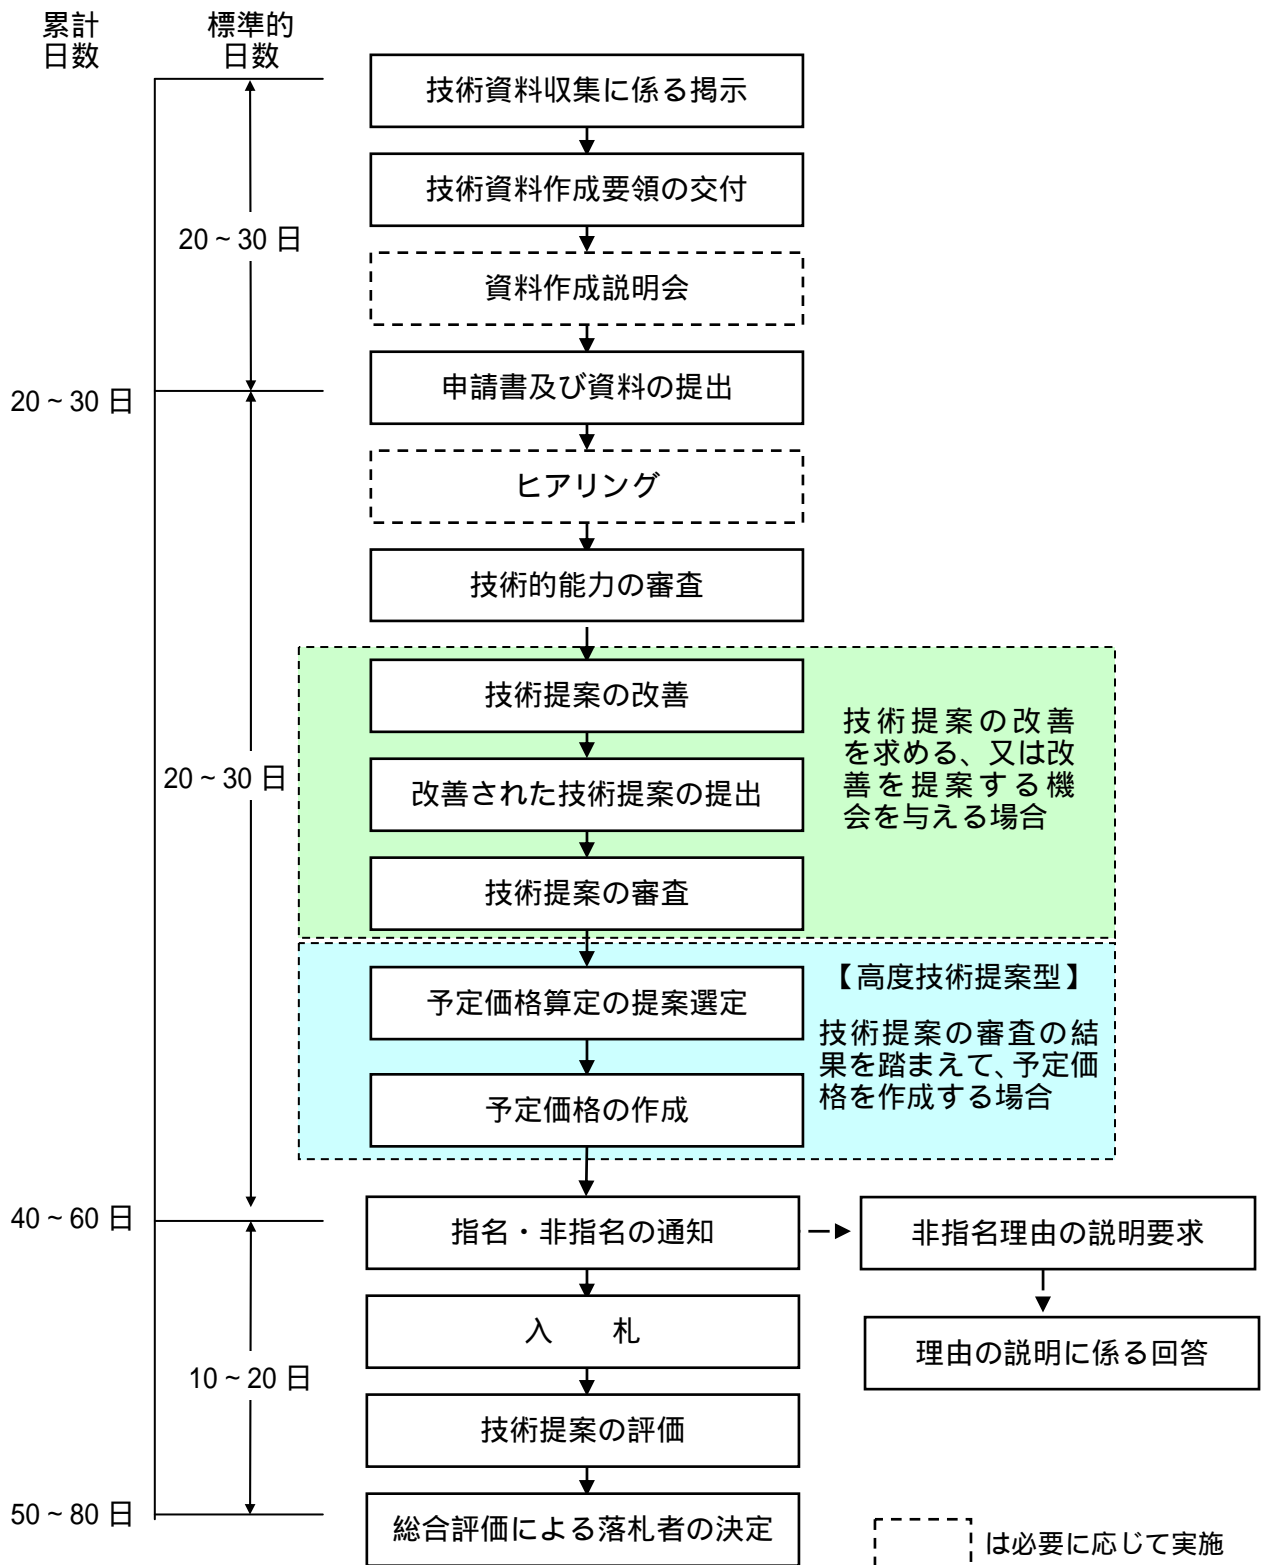 累計
日数
標準的
日数
技術資料収集に係る掲示
技術資料作成要領の交付
20~30 日
資料作成説明会
申請書及び資料の提出
20~30 日
ヒアリング
技術的能力の審査
技術提案の改善
技術提案の改善
を求める、又は改
善を提案する機
会を与える場合
20~30 日
改善された技術提案の提出
技術提案の審査
【高度技術提案型】
予定価格算定の提案選定
技術提案の審査の結
果を踏まえて、予定価
格を作成する場合
予定価格の作成
40~60 日
指名・非指名の通知
非指名理由の説明要求
入 札
理由の説明に係る回答
10~20 日
技術提案の評価
50~80 日
総合評価による落札者の決定
は必要に応じて実施